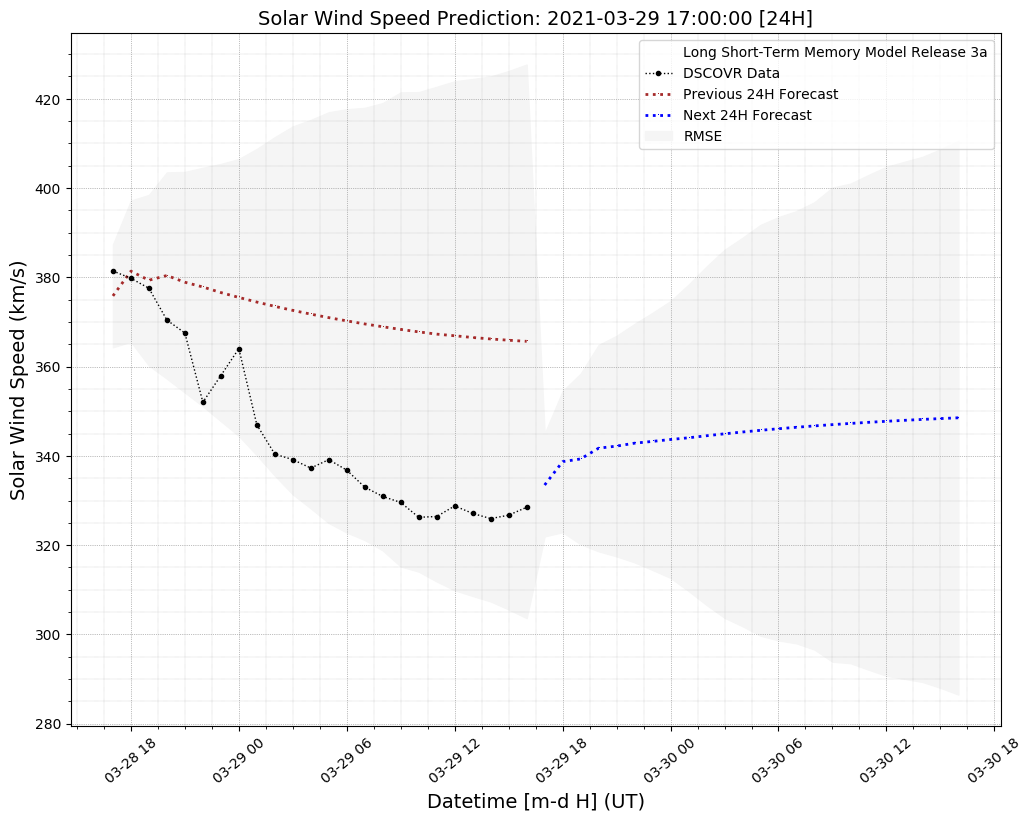 Solar Wind Speed Prediction: 2021-03-29 17:00:00 [24H]
Long Short-Term Memory Model Release 3a
DSCOVR Data
Previous 24H Forecast
Next 24H Forecast
RMSE
Solar Wind Speed (km/s)
420
400
380
360
340
320
300
280
03-28 18
03-29 00
03-29 06
03-29 12
03-29 18
03-30 00
03-30 06
03-30 12
03-30 18
Datetime [m-d H] (UT)